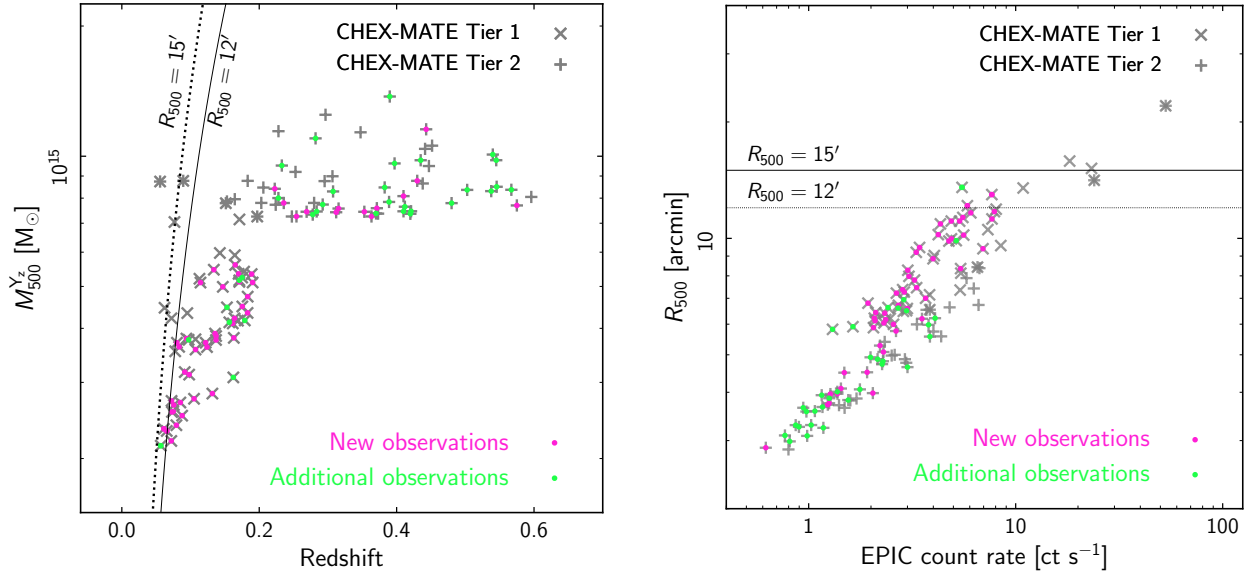 CHEX-MATE Tier 1
CHEX-MATE Tier 2
R500 = 15′
R500 = 12′
10^15
M500^Yz [M⊙]
New observations
Additional observations
0.0 0.2 0.4 0.6
Redshift
CHEX-MATE Tier 1
CHEX-MATE Tier 2
R500 = 15′
R500 = 12′
10
R500 [arcmin]
New observations
Additional observations
1 10 100
EPIC count rate [ct s−1]